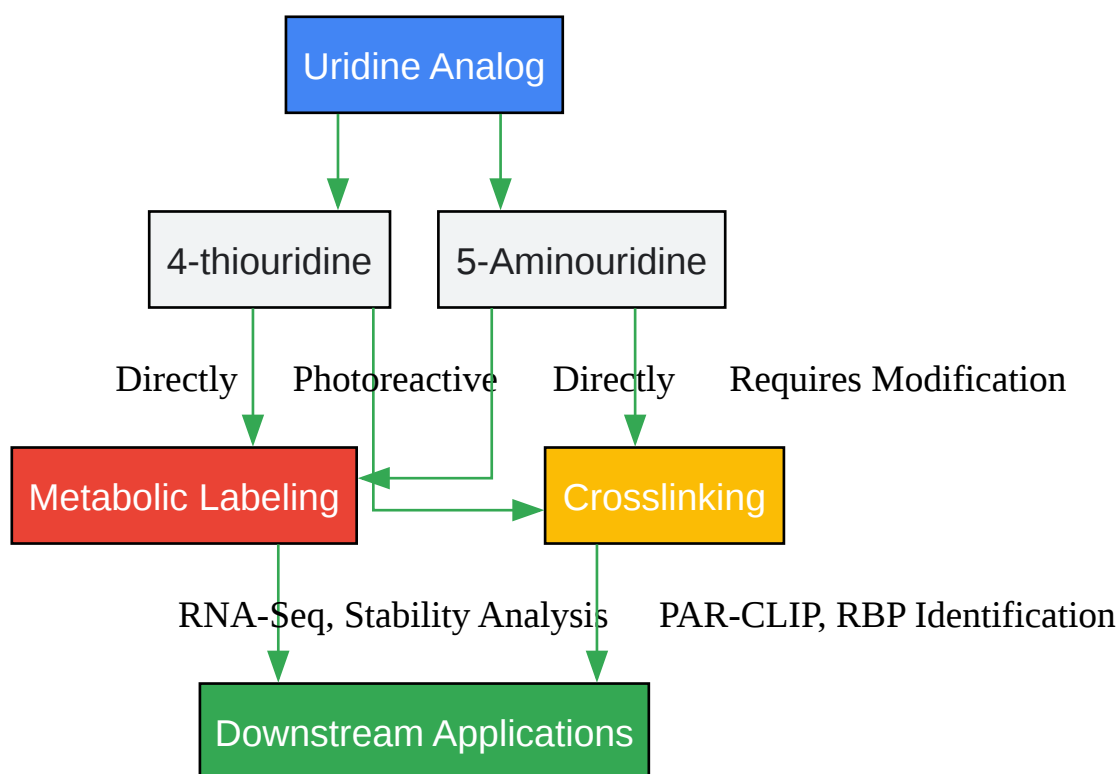 Uridine Analog
4-thiouridine
5-Aminouridine
Directly
Photoreactive
Directly
Requires Modification
Metabolic Labeling
Crosslinking
RNA-Seq, Stability Analysis
PAR-CLIP, RBP Identification
Downstream Applications